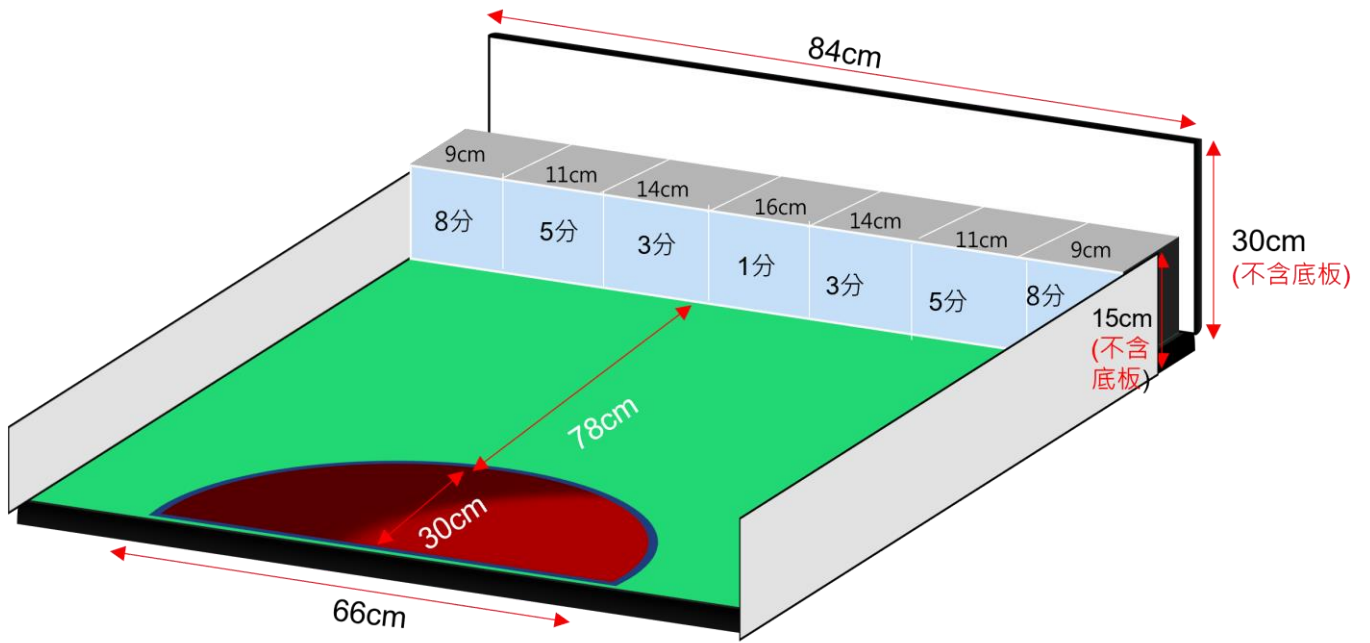 84cm
9cm
11cm
14cm
16cm
14cm
11cm
9cm
8分
5分
3分
1分
3分
5分
8分
30cm
(不含底板)
15cm
(不含
底板)
78cm
30cm
66cm